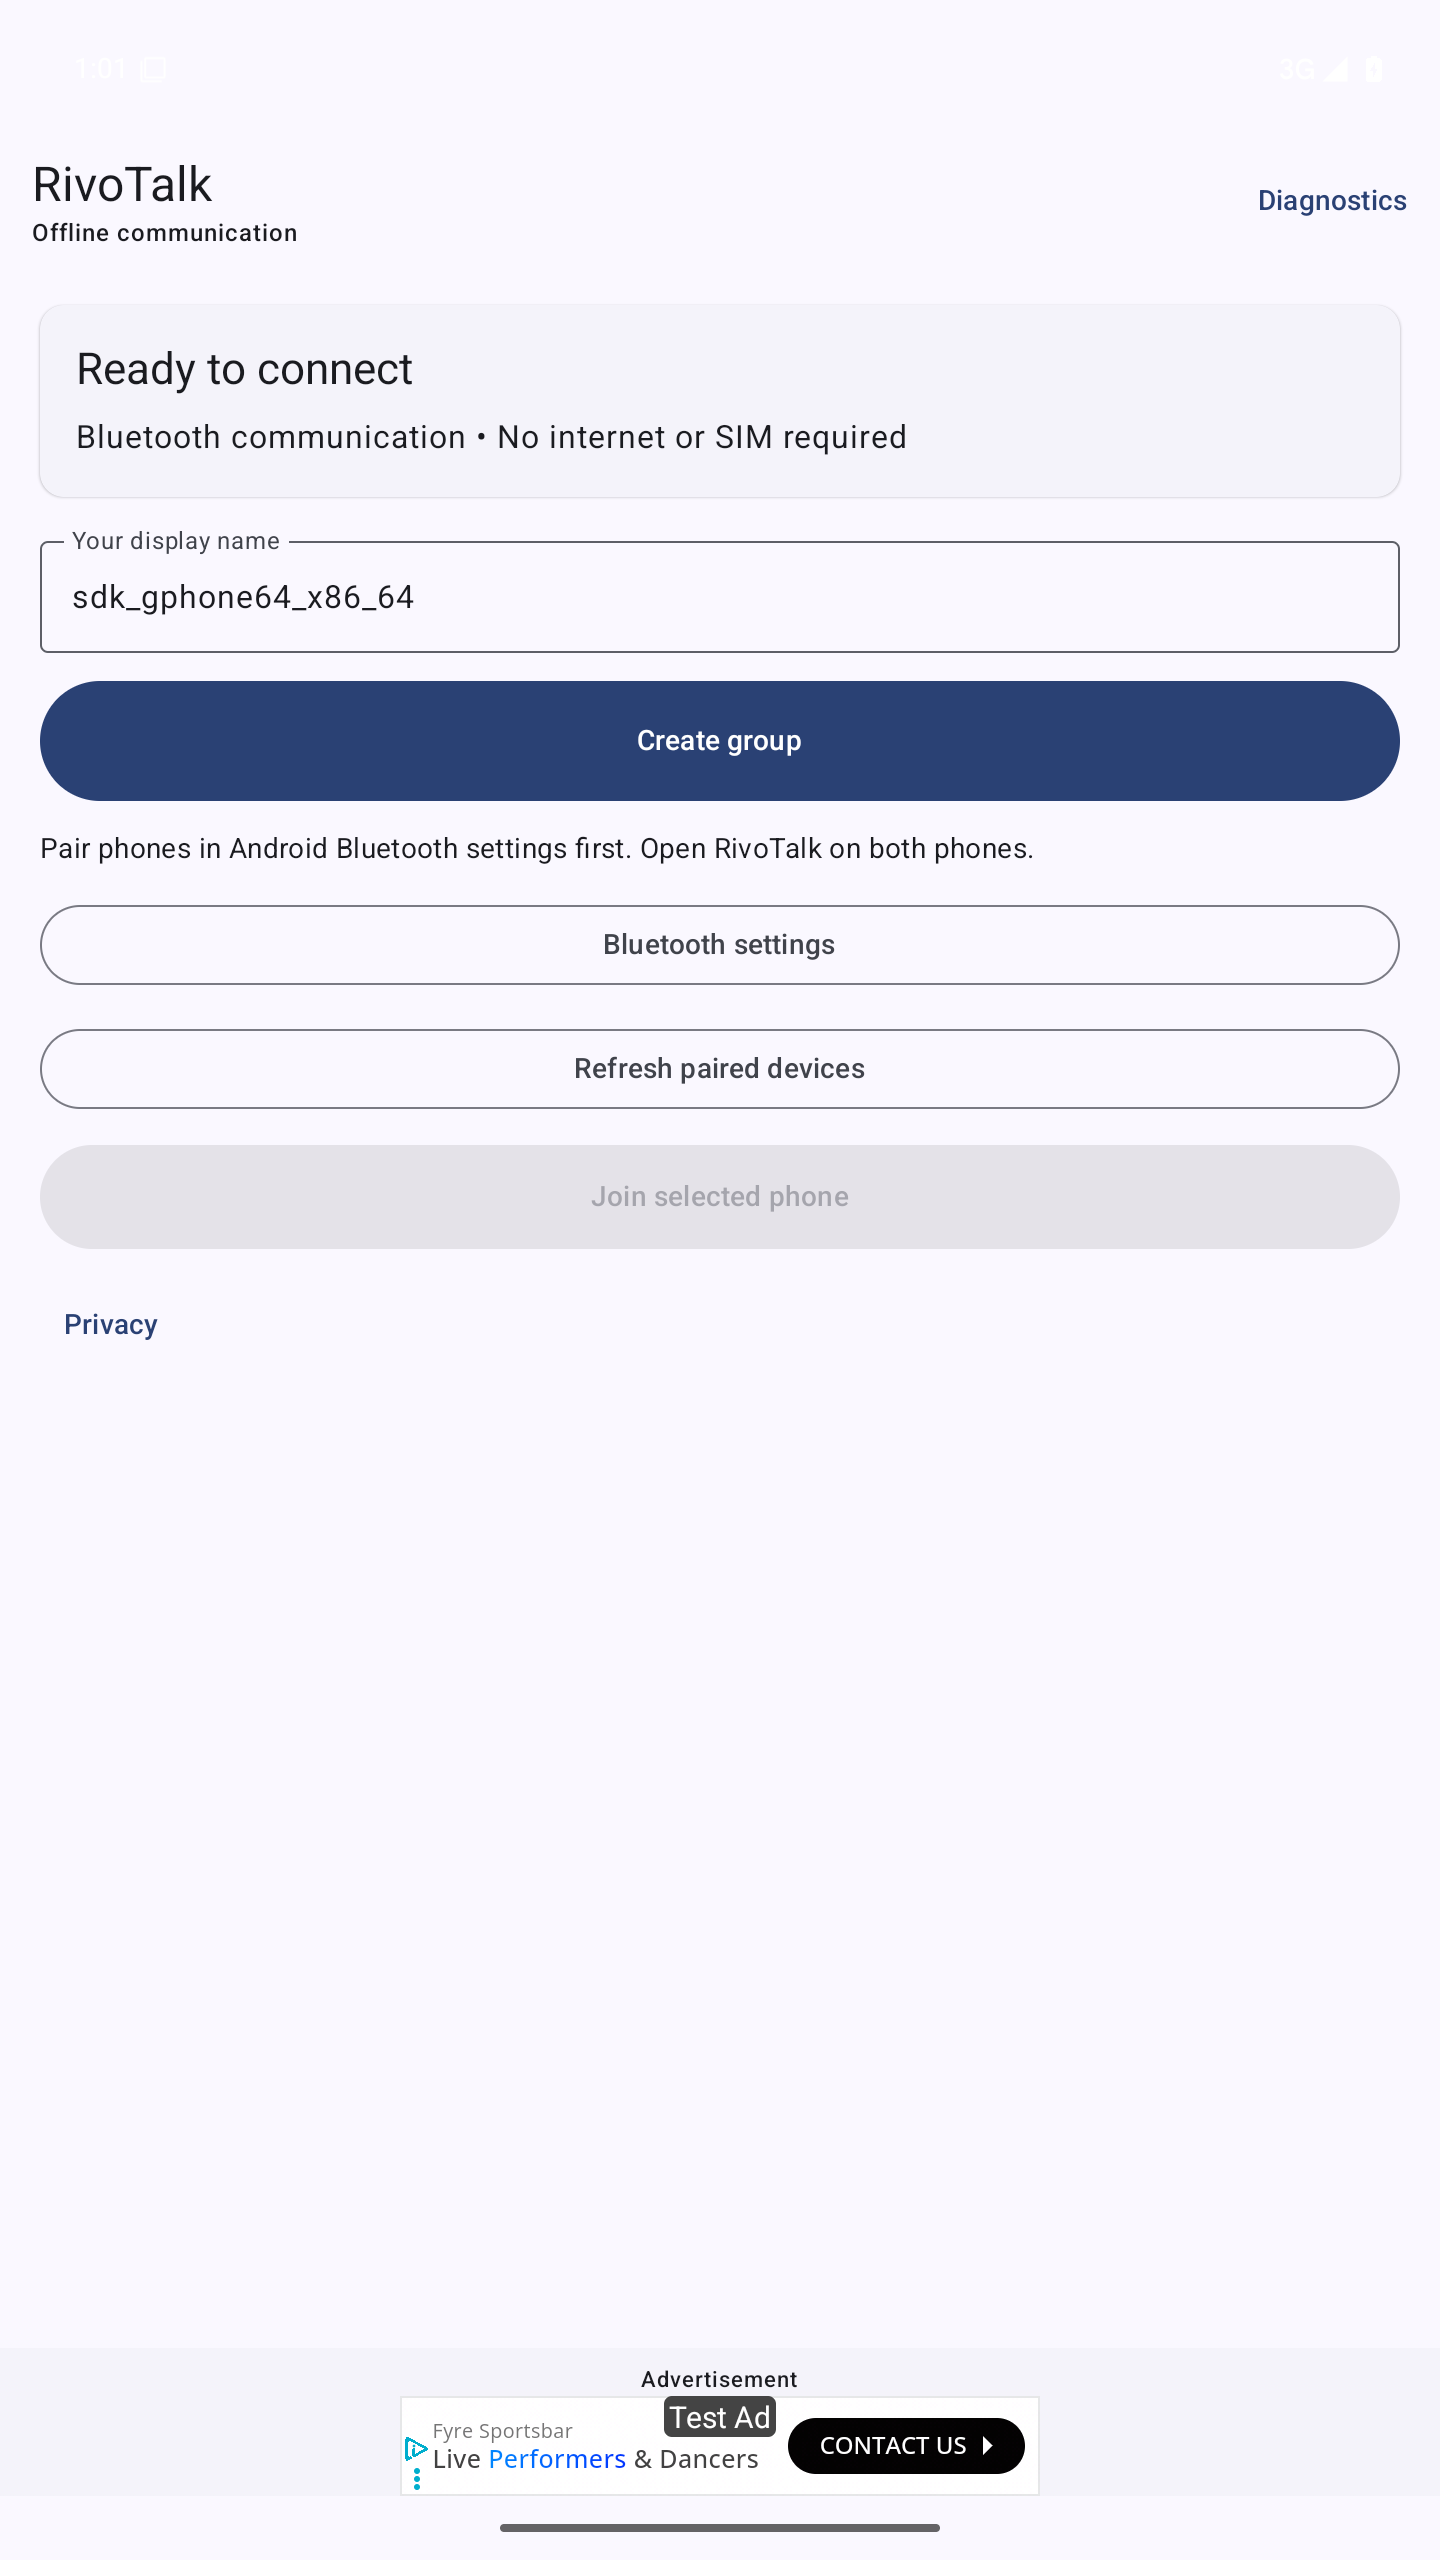 1:01
3G
RivoTalk
Offline communication
Diagnostics
Ready to connect
Bluetooth communication • No internet or SIM required
Your display name
sdk_gphone64_x86_64
Create group
Pair phones in Android Bluetooth settings first. Open RivoTalk on both phones.
Bluetooth settings
Refresh paired devices
Join selected phone
Privacy
Advertisement
Test Ad
Fyre Sportsbar
Live Performers & Dancers
CONTACT US